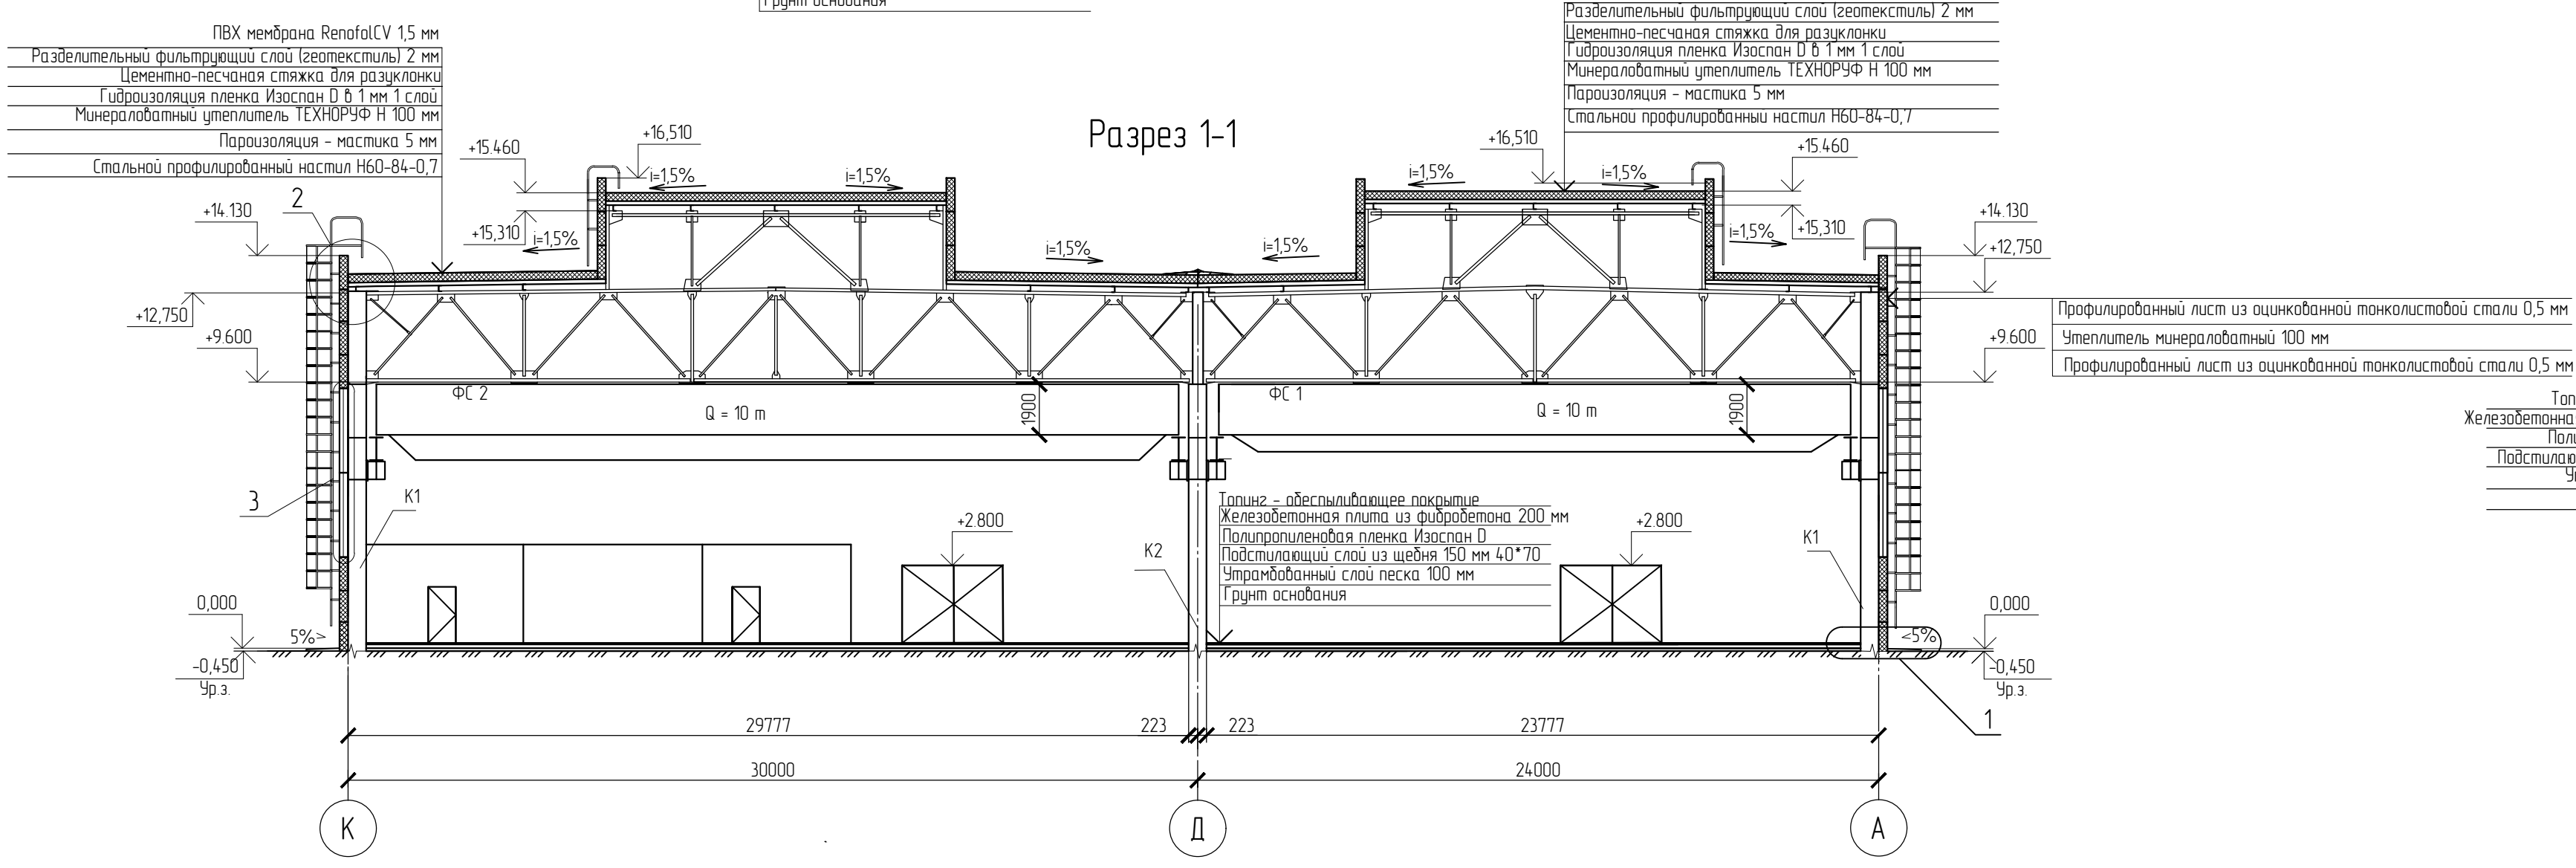 Грунт основания
ПВХ мембрана RenofolCV 1,5 мм
Разделительный фильтрующий слой (геотекстиль) 2 мм
Цементно-песчаная стяжка для разуклонки
Гидроизоляция пленка Изоспан D в 1 мм 1 слой
Минераловатный утеплитель ТЕХНОРУФ Н 100 мм
Пароизоляция - мастика 5 мм
Стальной профилированный настил Н60-84-0,7
Разделительный фильтрующий слой (геотекстиль) 2 мм
Цементно-песчаная стяжка для разуклонки
Гидроизоляция пленка Изоспан D в 1 мм 1 слой
Минераловатный утеплитель ТЕХНОРУФ Н 100 мм
Пароизоляция - мастика 5 мм
Стальной профилированный настил Н60-84-0,7
Разрез 1-1
+15.460
+16,510
+16,510
+15.460
i=1,5%
i=1,5%
i=1,5%
i=1,5%
2
+14.130
+15,310
i=1,5%
i=1,5%
i=1,5%
i=1,5%
+15,310
+14.130
+12,750
+12,750
+9.600
+9.600
Профилированный лист из оцинкованной тонколистовой стали 0,5 мм
Утеплитель минераловатный 100 мм
Профилированный лист из оцинкованной тонколистовой стали 0,5 мм
ФС 2
Q = 10 т
1900
ФС 1
Q = 10 т
1900
Топ
Железобетонна
Поли
Подстилаю
3
К1
Топинг - обеспыливающее покрытие
Железобетонная плита из фибробетона 200 мм
Полипропиленовая пленка Изоспан D
Подстилающий слой из щебня 150 мм 40*70
Утрамбованный слой песка 100 мм
Грунт основания
+2.800
К2
+2.800
К1
0,000
5%>
-0,450
Ур.з.
0,000
<5%
-0,450
Ур.з.
1
29777
223
223
23777
30000
24000
К
Д
А